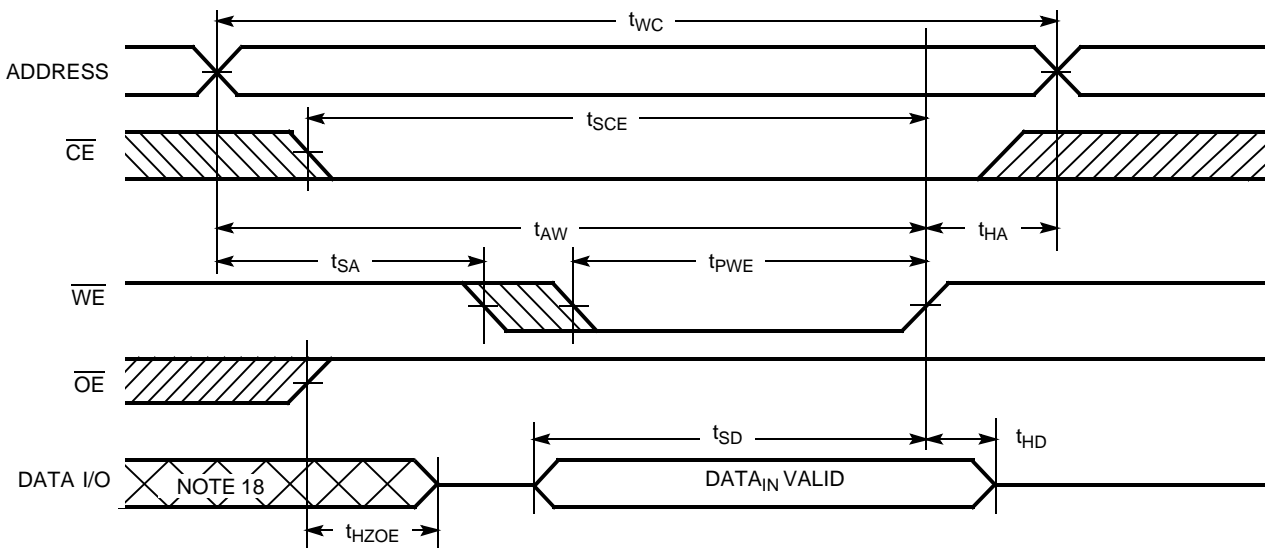 tWC
ADDRESS
tSCE
CE
tAW
tHA
tSA
tPWE
WE
OE
tSD
tHD
DATA I/O
NOTE 18
DATAIN VALID
tHZOE